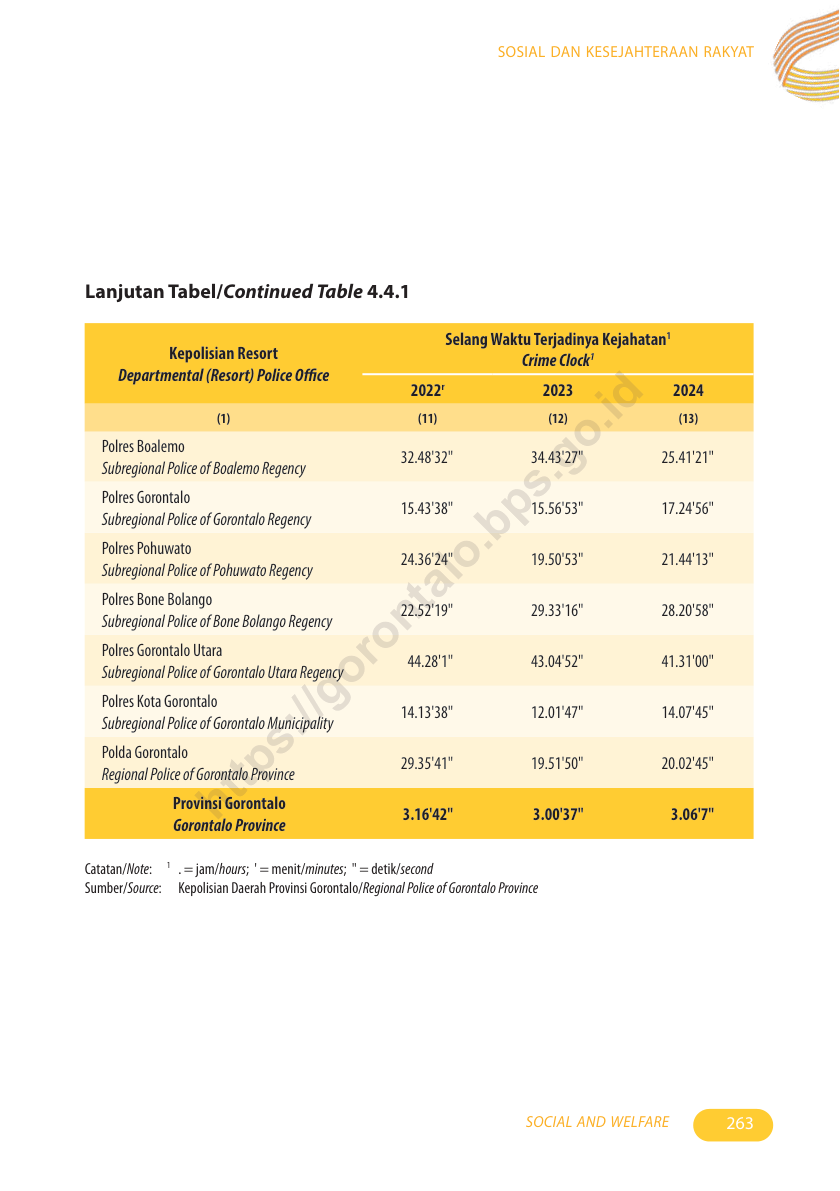 SOSIAL DAN KESEJAHTERAAN RAKYAT
Lanjutan Tabel/Continued Table 4.4.1
Kepolisian Resort
Departmental (Resort) Police Office
Selang Waktu Terjadinya Kejahatan¹
Crime Clock¹
2022ʳ 2023 2024
(1) (11) (12) (13)
Polres Boalemo
Subregional Police of Boalemo Regency
32.48'32" 34.43'27" 25.41'21"
Polres Gorontalo
Subregional Police of Gorontalo Regency
15.43'38" 15.56'53" 17.24'56"
Polres Pohuwato
Subregional Police of Pohuwato Regency
24.36'24" 19.50'53" 21.44'13"
Polres Bone Bolango
Subregional Police of Bone Bolango Regency
22.52'19" 29.33'16" 28.20'58"
Polres Gorontalo Utara
Subregional Police of Gorontalo Utara Regency
44.28'1" 43.04'52" 41.31'00"
Polres Kota Gorontalo
Subregional Police of Gorontalo Municipality
14.13'38" 12.01'47" 14.07'45"
Polda Gorontalo
Regional Police of Gorontalo Province
29.35'41" 19.51'50" 20.02'45"
Provinsi Gorontalo
Gorontalo Province
3.16'42" 3.00'37" 3.06'7"
Catatan/Note: ¹ . = jam/hours; ' = menit/minutes; " = detik/second
Sumber/Source: Kepolisian Daerah Provinsi Gorontalo/Regional Police of Gorontalo Province
https://gorontalo.bps.go.id
SOCIAL AND WELFARE 263